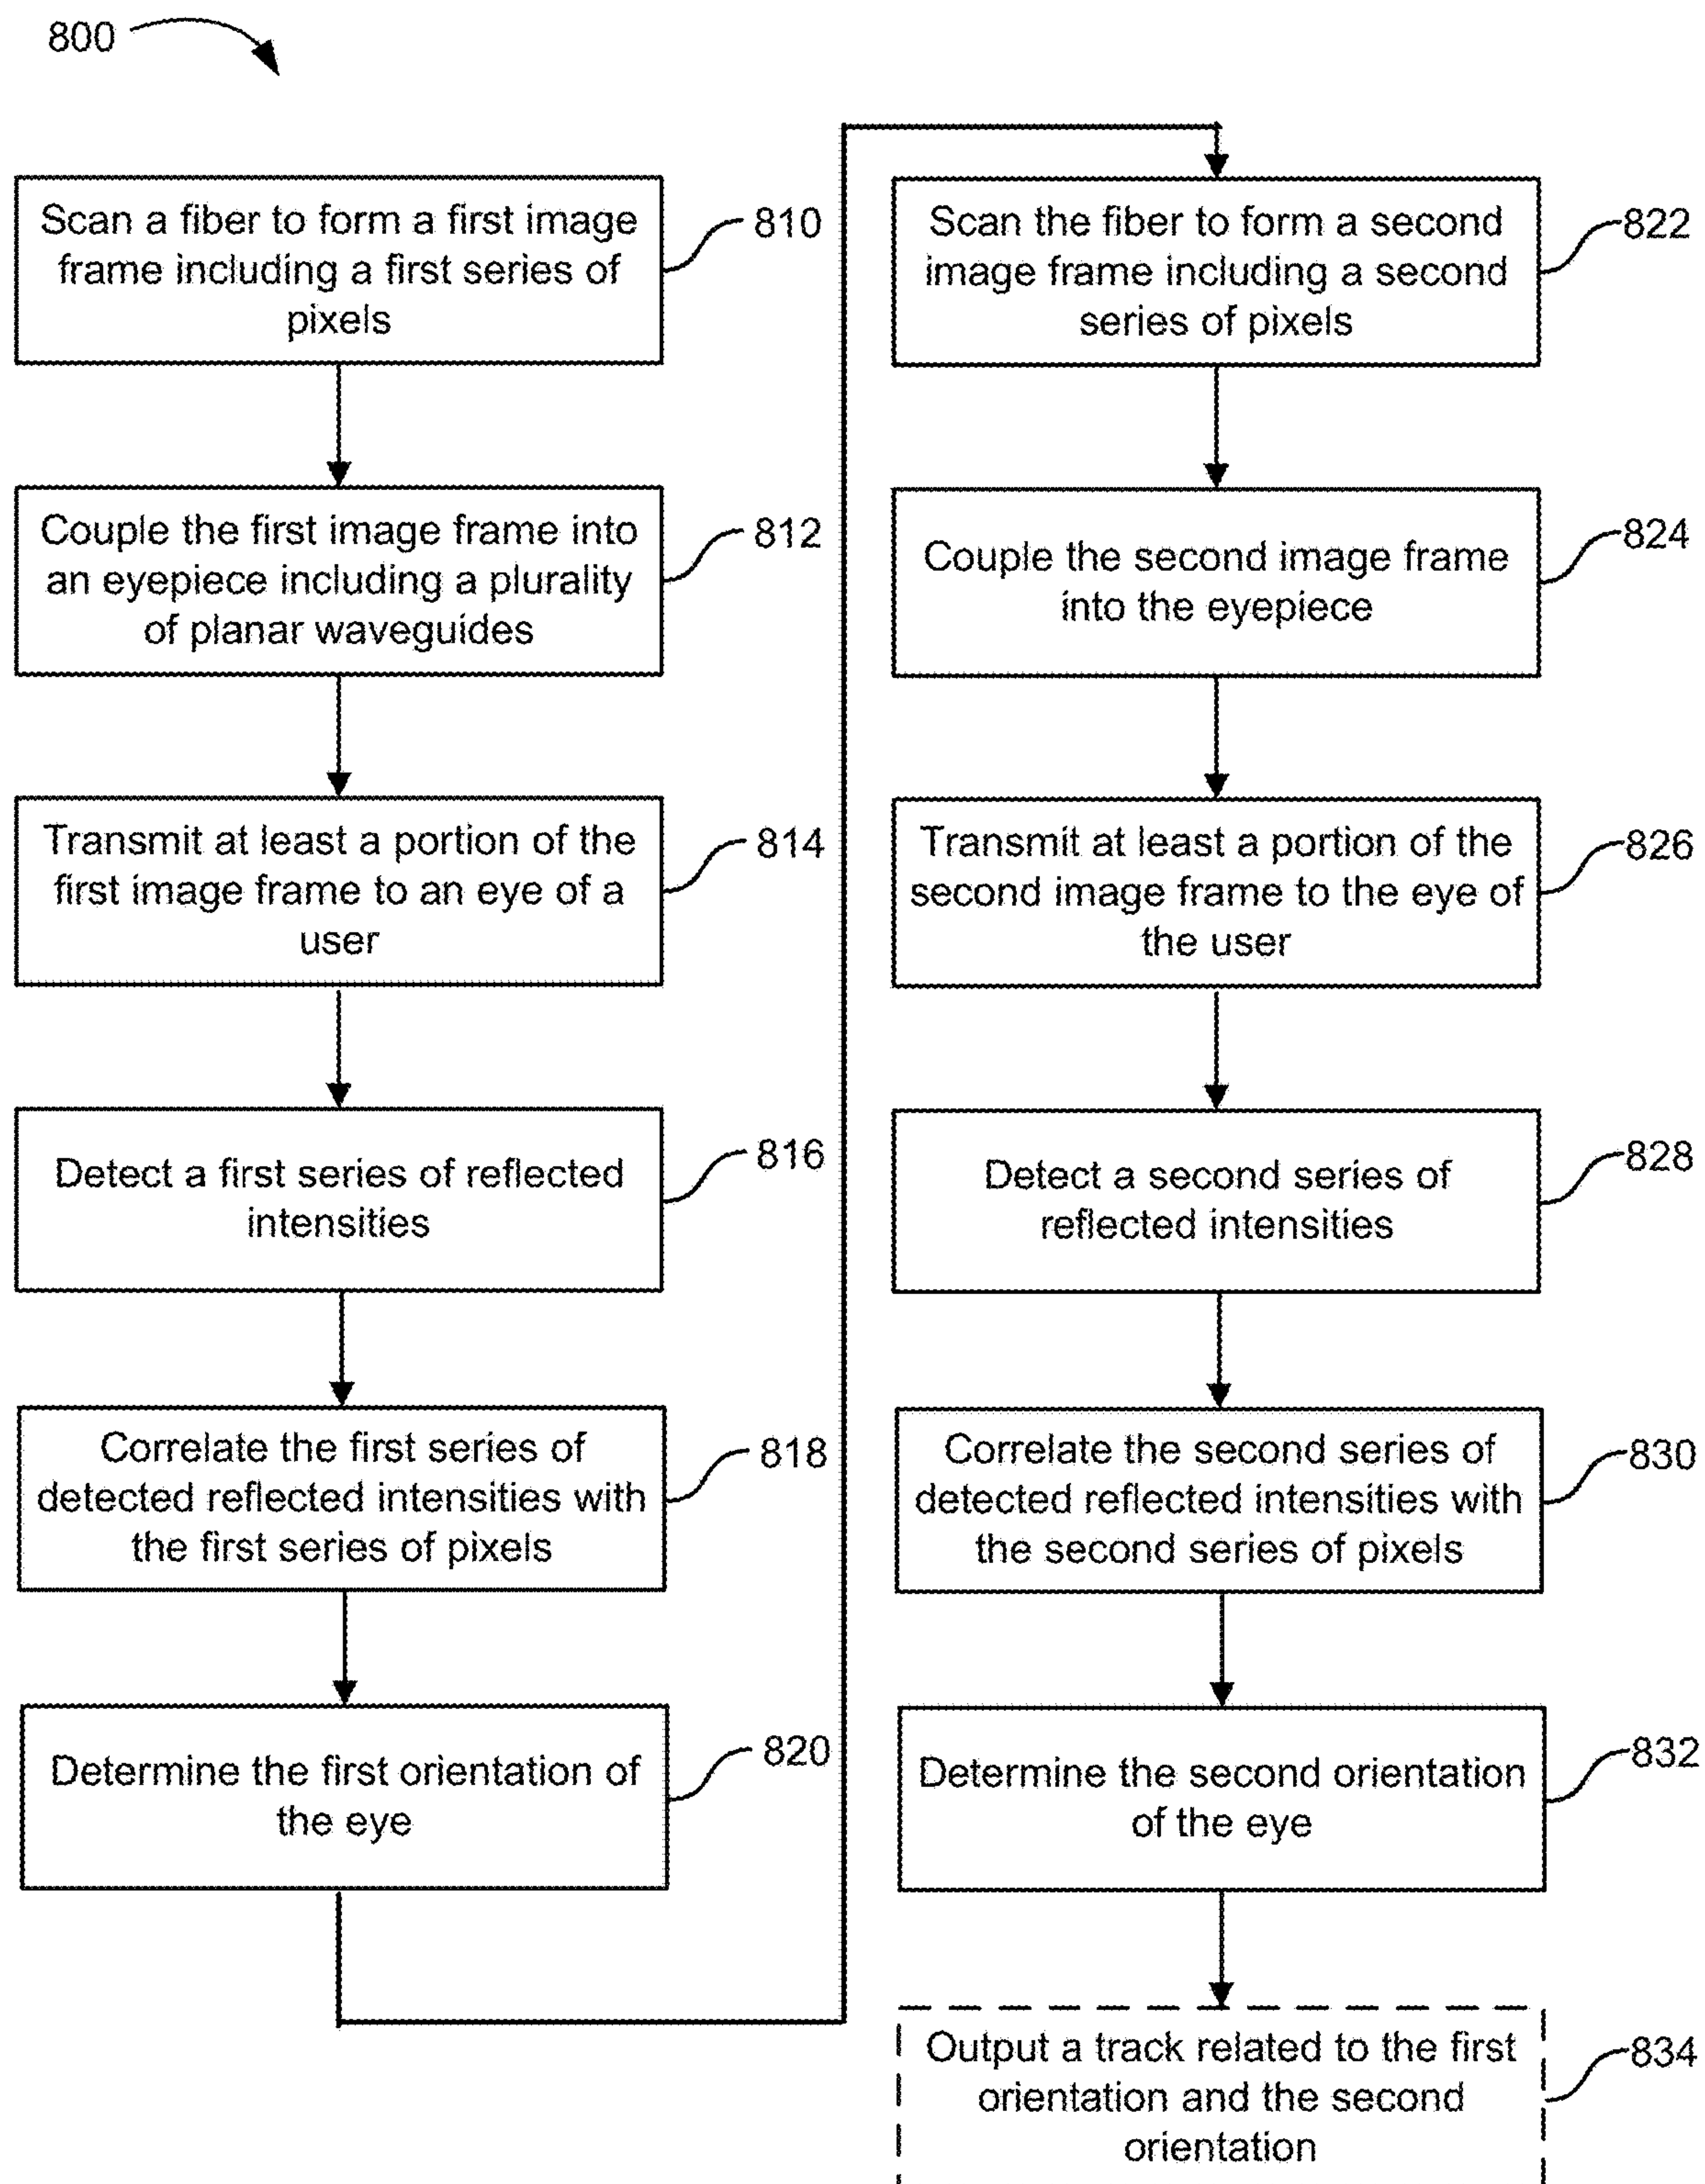 800
Scan a fiber to form a first image
frame including a first series of
pixels
810
Couple the first image frame into
an eyepiece including a plurality
of planar waveguides
812
Transmit at least a portion of the
first image frame to an eye of a
user
814
Detect a first series of reflected
intensities
816
Correlate the first series of
detected reflected intensities with
the first series of pixels
818
Determine the first orientation of
the eye
820
Scan the fiber to form a second
image frame including a second
series of pixels
822
Couple the second image frame
into the eyepiece
824
Transmit at least a portion of the
second image frame to the eye of
the user
826
Detect a second series of
reflected intensities
828
Correlate the second series of
detected reflected intensities with
the second series of pixels
830
Determine the second orientation
of the eye
832
Output a track related to the first
orientation and the second
orientation
834